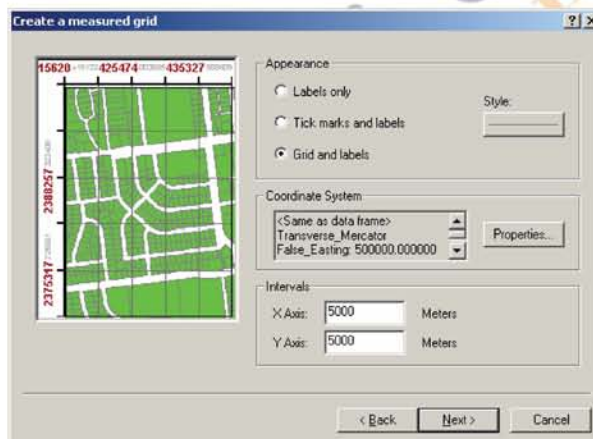 Create a measured grid
15620 425474 435327
2388257
2375317
Appearance
Labels only
Tick marks and labels
Grid and labels
Style:
Coordinate System
<Same as data frame>
Transverse_Mercator
False_Easting: 500000.000000
Properties...
Intervals
X Axis: 5000 Meters
Y Axis: 5000 Meters
< Back Next > Cancel